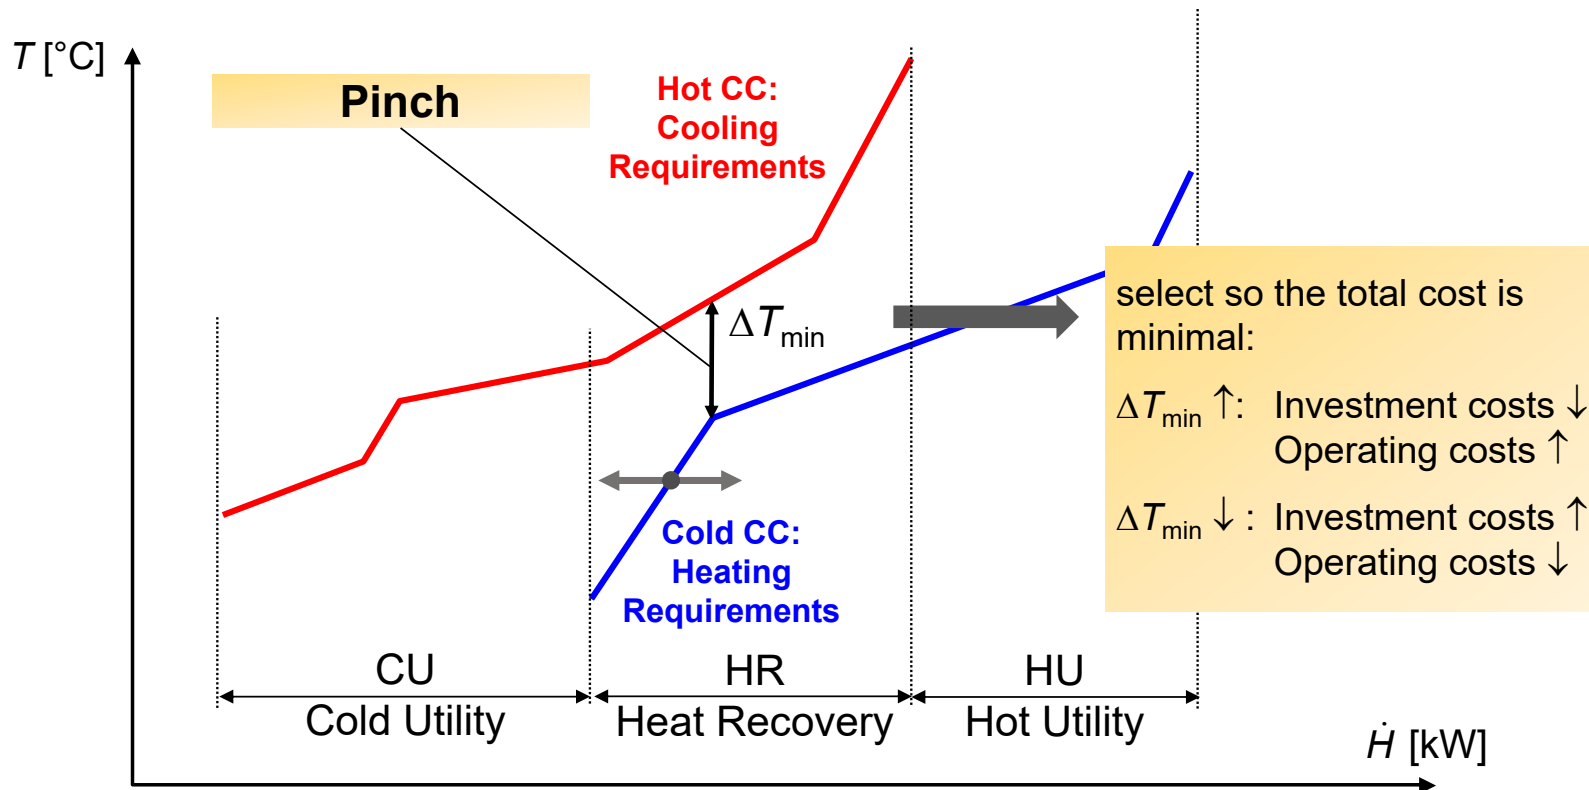 T [°C]
Pinch
Hot CC:
Cooling
Requirements
ΔTmin
select so the total cost is
minimal:
ΔTmin ↑: Investment costs ↓
Operating costs ↑
ΔTmin ↓ : Investment costs ↑
Operating costs ↓
Cold CC:
Heating
Requirements
CU
Cold Utility
HR
Heat Recovery
HU
Hot Utility
Ḣ [kW]